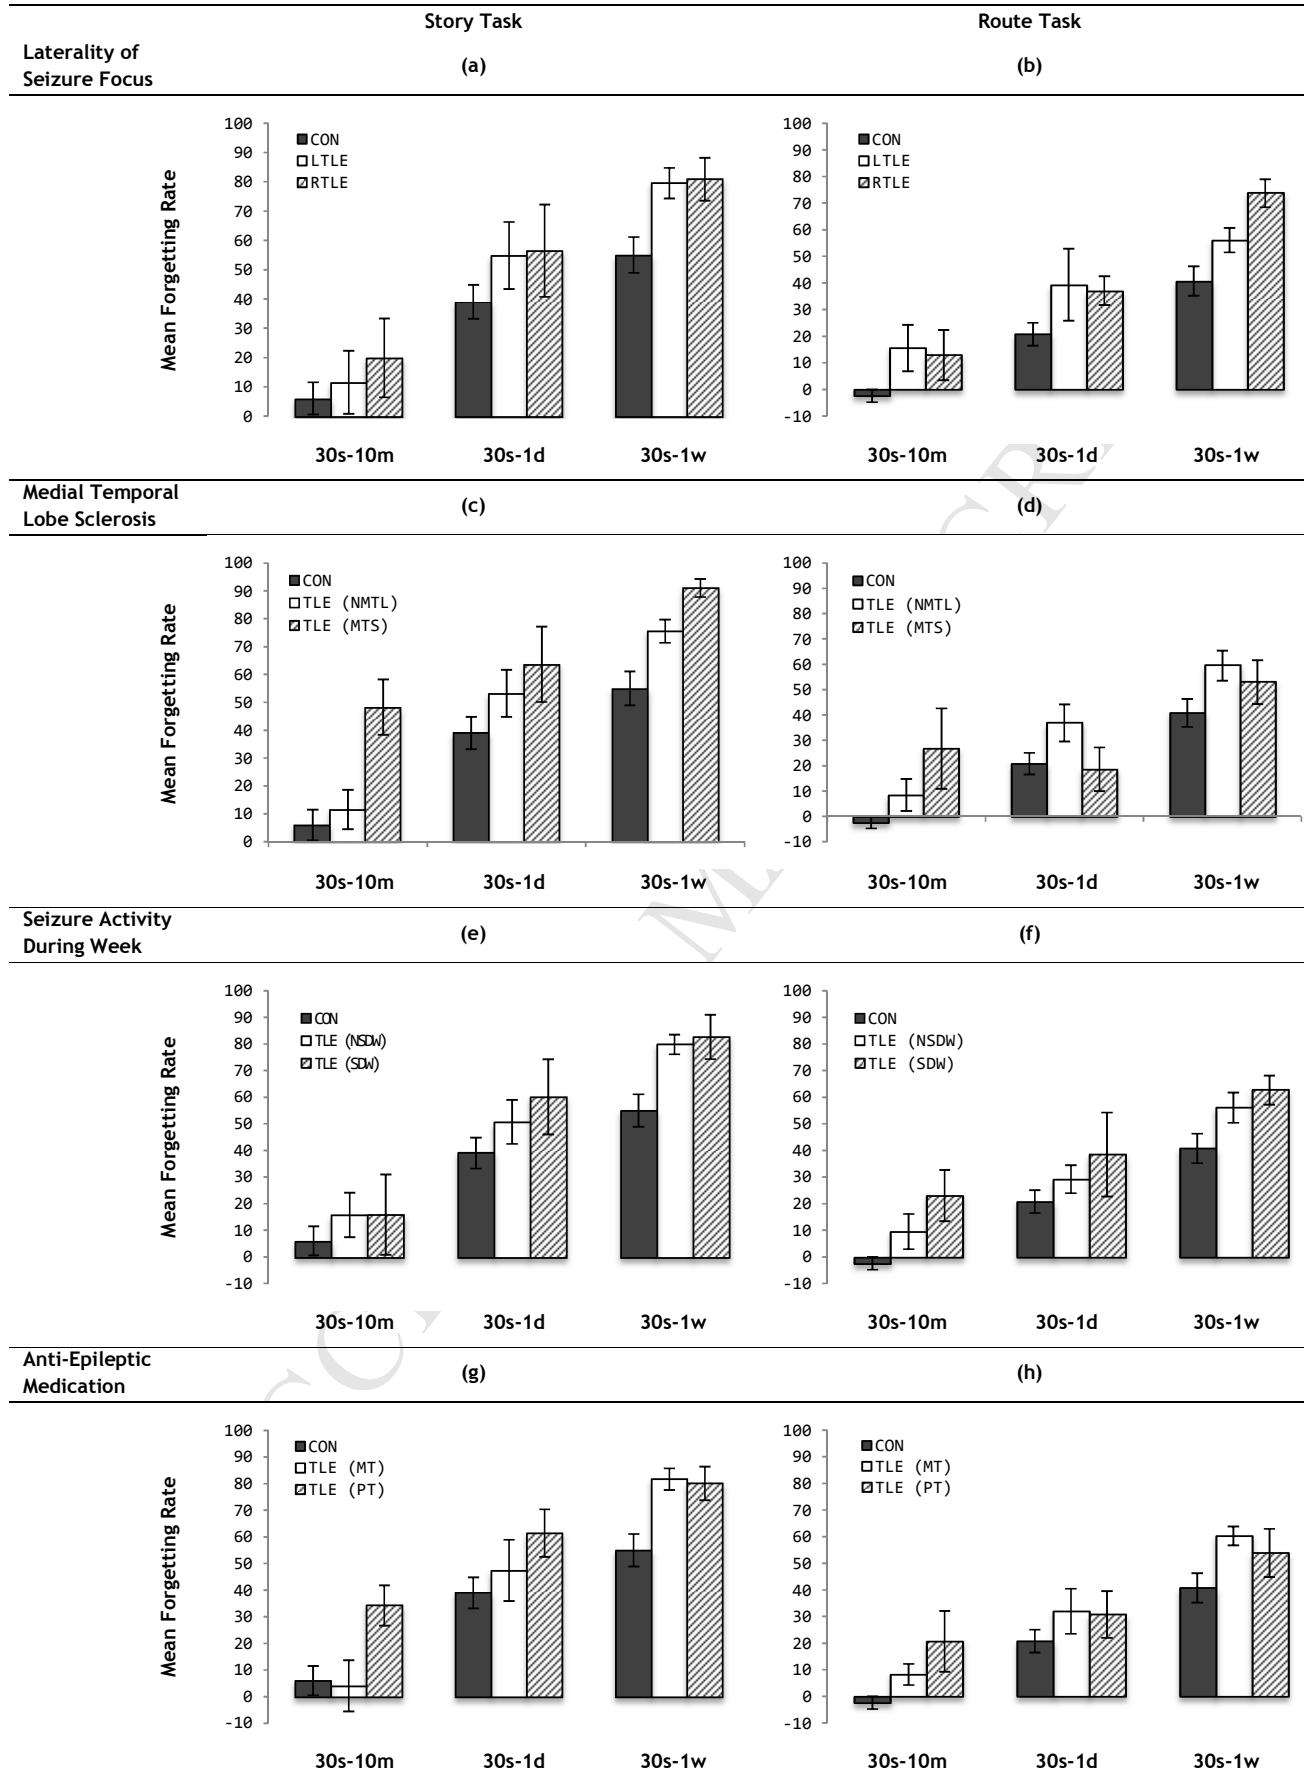 Story Task Route Task
Laterality of
Seizure Focus
(a) (b)
Mean Forgetting Rate
100
90
80
70
60
50
40
30
20
10
0
CON
LTLE
RTLE
30s-10m 30s-1d 30s-1w
100
90
80
70
60
50
40
30
20
10
0
-10
CON
LTLE
RTLE
30s-10m 30s-1d 30s-1w
Medial Temporal
Lobe Sclerosis
(c) (d)
Mean Forgetting Rate
100
90
80
70
60
50
40
30
20
10
0
CON
TLE (NMTL)
TLE (MTS)
30s-10m 30s-1d 30s-1w
100
90
80
70
60
50
40
30
20
10
0
-10
CON
TLE (NMTL)
TLE (MTS)
30s-10m 30s-1d 30s-1w
Seizure Activity
During Week
(e) (f)
Mean Forgetting Rate
100
90
80
70
60
50
40
30
20
10
0
-10
CON
TLE (NSDW)
TLE (SDW)
30s-10m 30s-1d 30s-1w
100
90
80
70
60
50
40
30
20
10
0
-10
CON
TLE (NSDW)
TLE (SDW)
30s-10m 30s-1d 30s-1w
Anti-Epileptic
Medication
(g) (h)
Mean Forgetting Rate
100
90
80
70
60
50
40
30
20
10
0
-10
CON
TLE (MT)
TLE (PT)
30s-10m 30s-1d 30s-1w
100
90
80
70
60
50
40
30
20
10
0
-10
CON
TLE (MT)
TLE (PT)
30s-10m 30s-1d 30s-1w